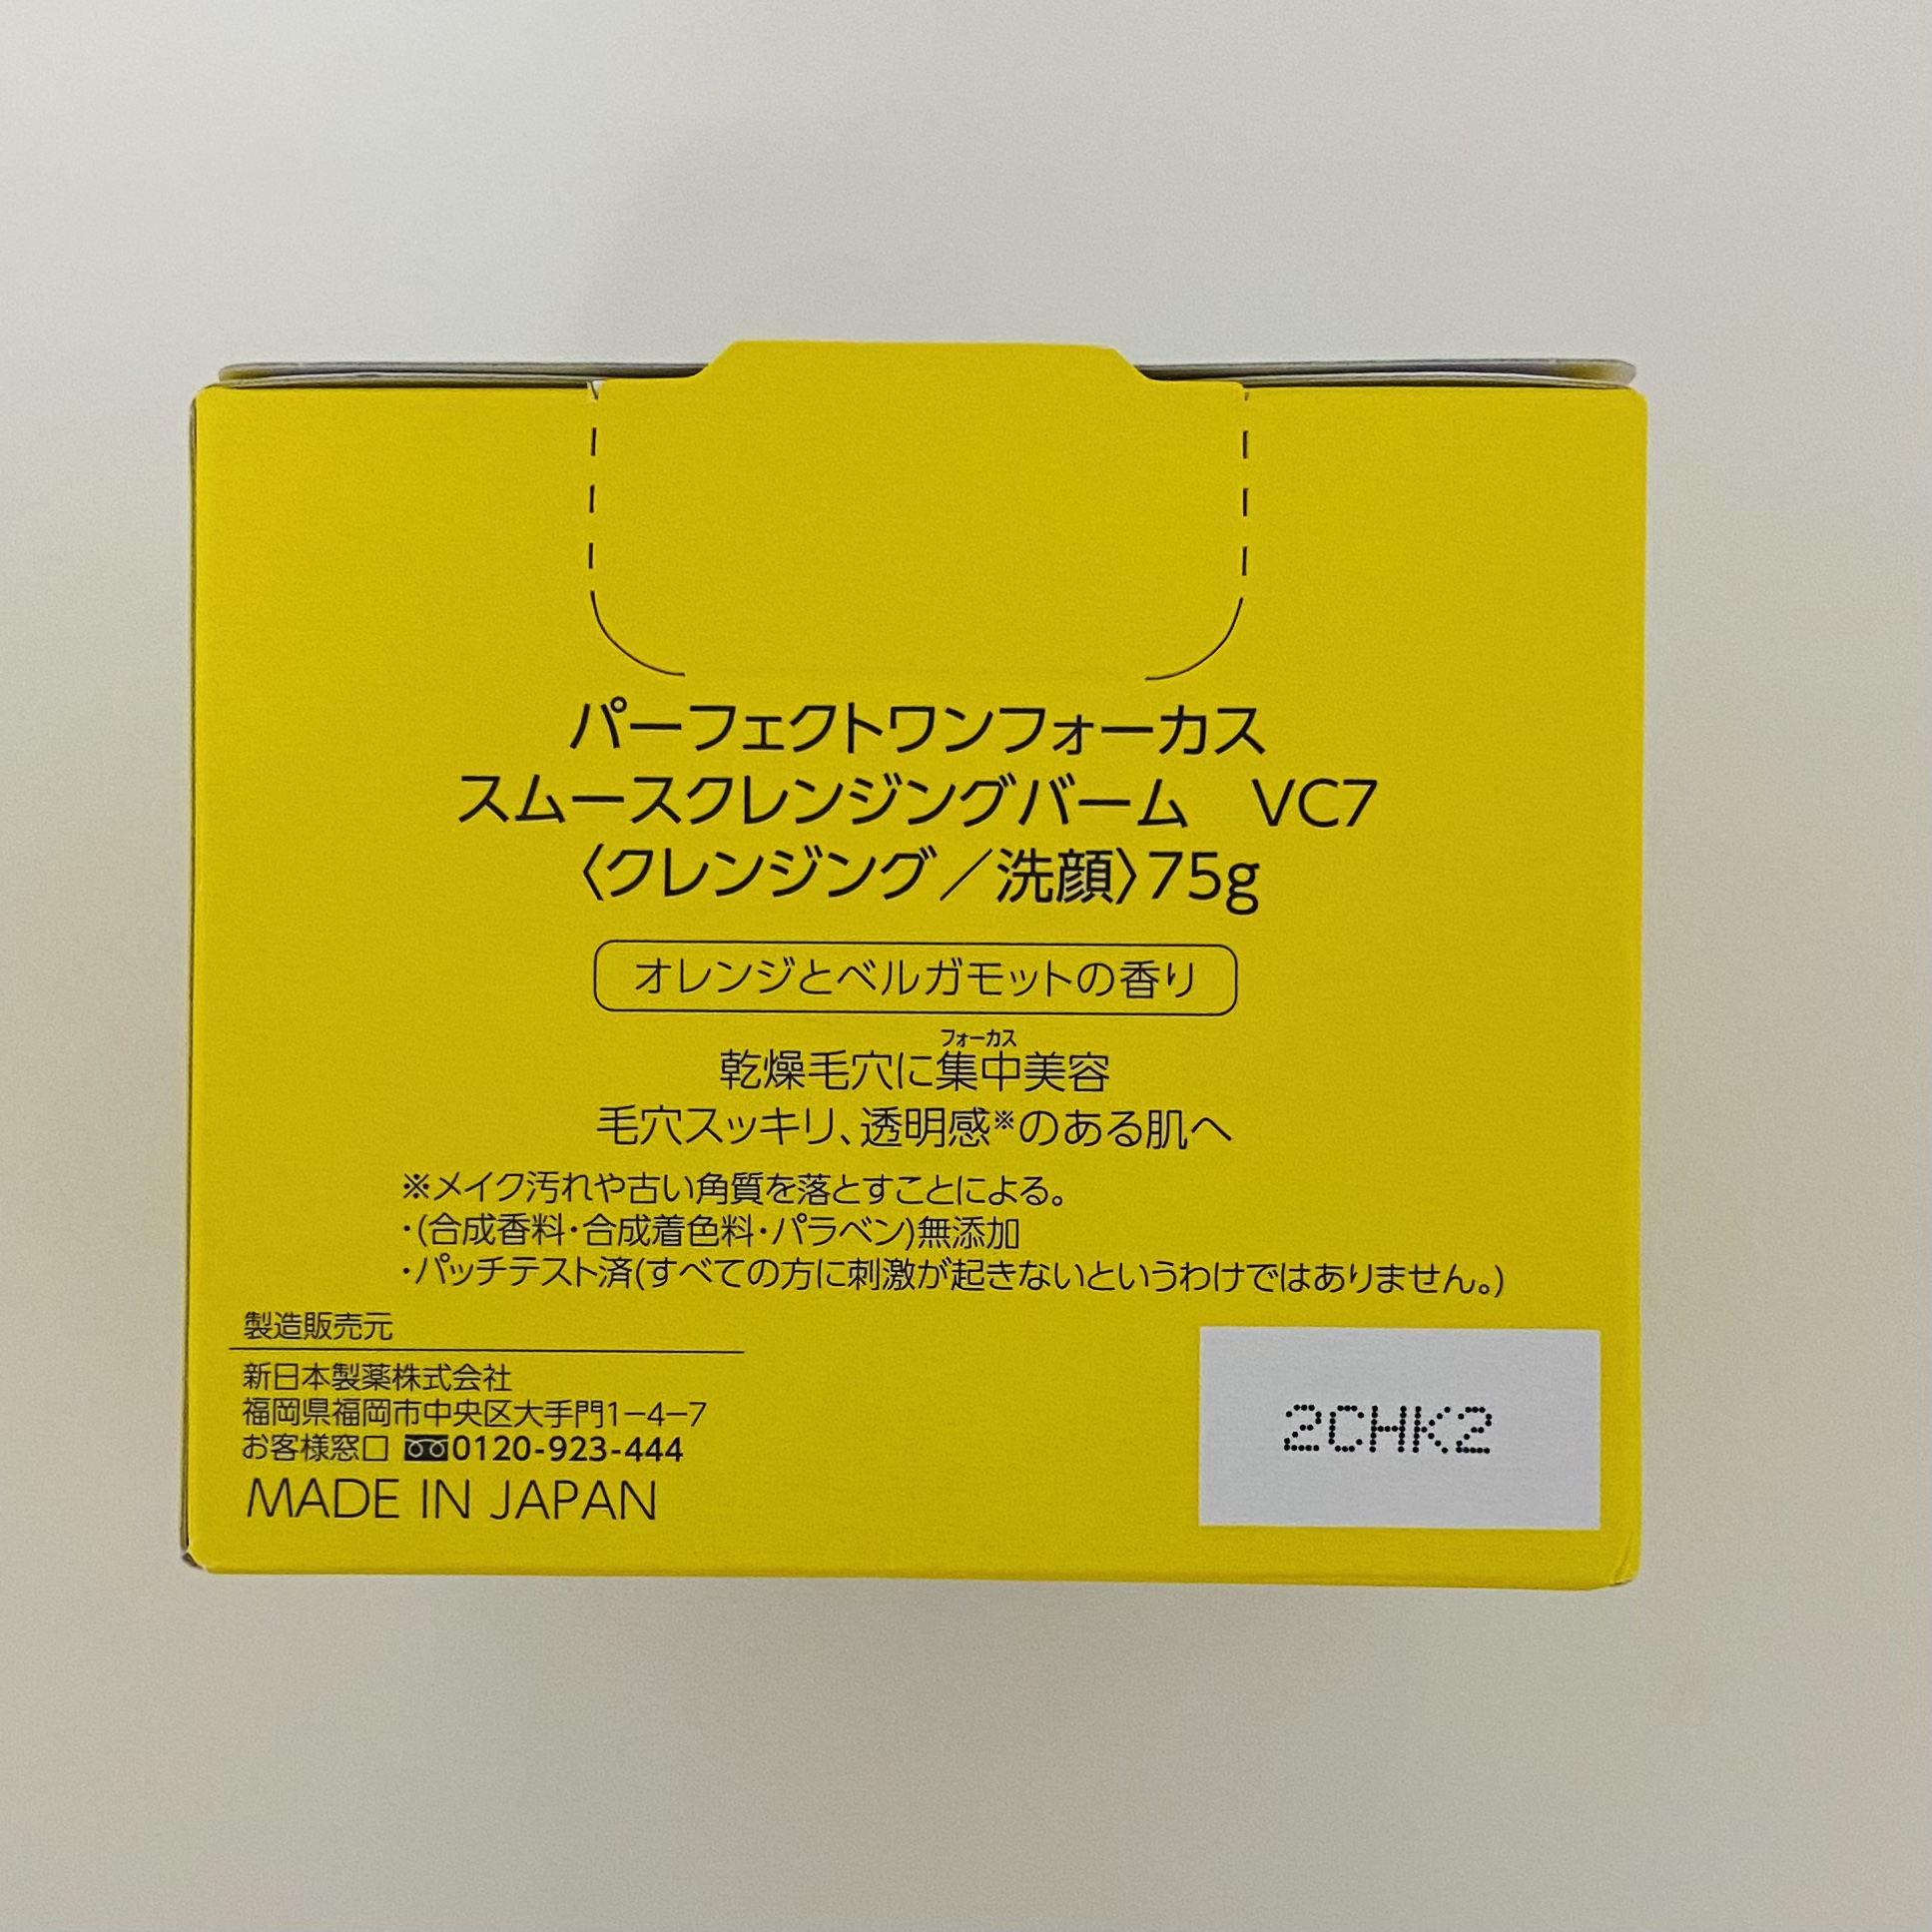 パーフェクトワンフォーカス
スムースクレンジングバーム　VC7
〈クレンジング／洗顔〉75g
オレンジとベルガモットの香り
フォーカス
乾燥毛穴に集中美容
毛穴スッキリ、透明感※のある肌へ
※メイク汚れや古い角質を落とすことによる。
・(合成香料・合成着色料・パラベン)無添加
・パッチテスト済(すべての方に刺激が起きないというわけではありません。)
製造販売元
新日本製薬株式会社
福岡県福岡市中央区大手門1−4−7
お客様窓口 0120-923-444
MADE IN JAPAN
2CHK2